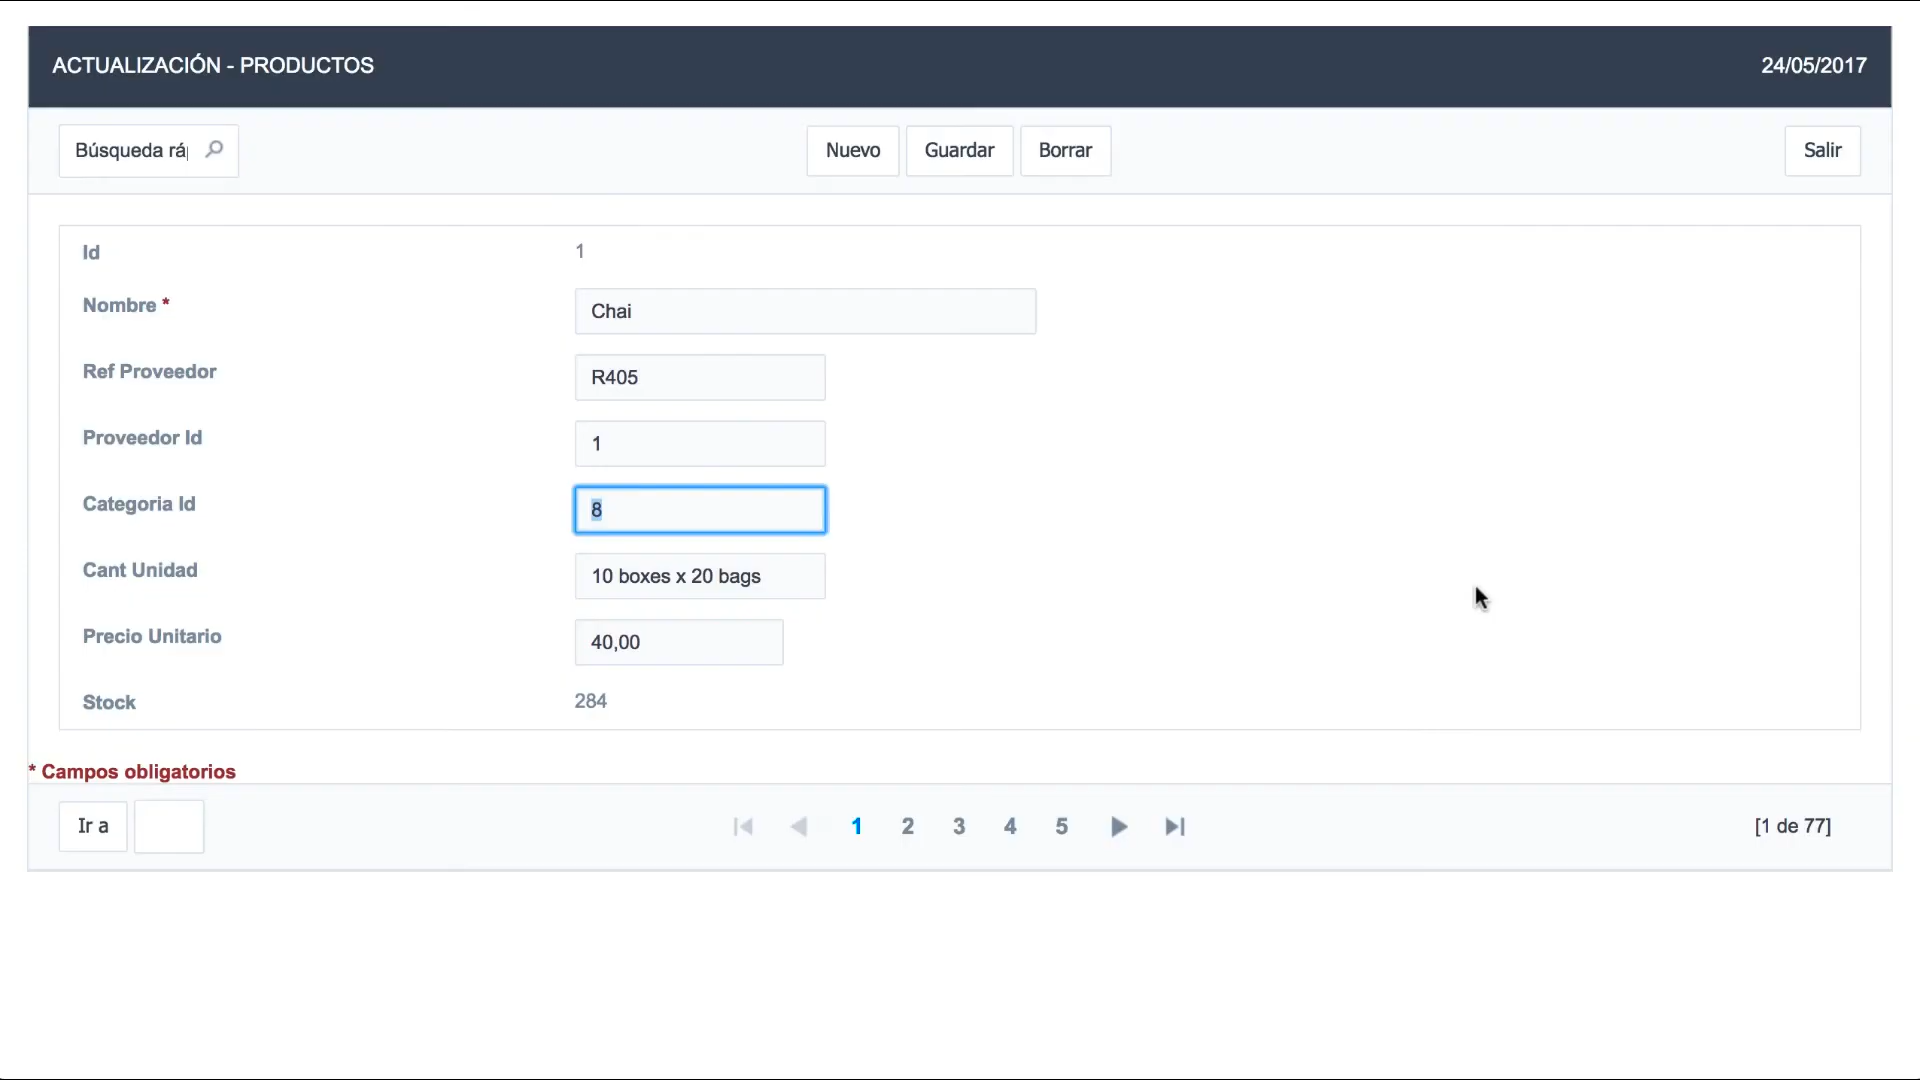 ACTUALIZACIÓN - PRODUCTOS 24/05/2017
Búsqueda rá Nuevo Guardar Borrar Salir
Id 1
Nombre * Chai
Ref Proveedor R405
Proveedor Id 1
Categoria Id 8
Cant Unidad 10 boxes x 20 bags
Precio Unitario 40,00
Stock 284
* Campos obligatorios
Ir a 1 2 3 4 5 [1 de 77]